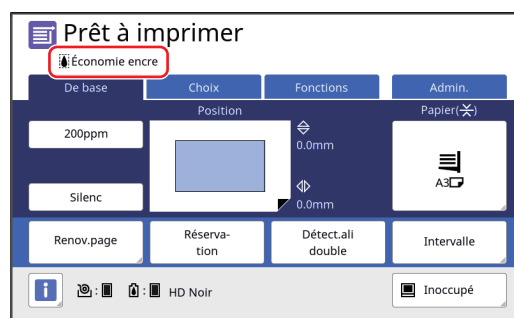 Prêt à imprimer
Économie encre
De base Choix Fonctions Admin.
Position Papier( )
200ppm
0.0mm
A3
Silenc
0.0mm
Renov.page Réserva-
tion Détect.ali
double Intervalle
i : : HD Noir Inoccupé